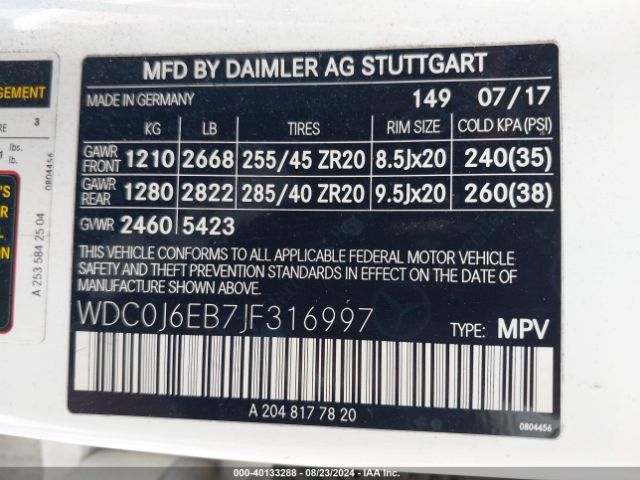 MFD BY DAIMLER AG STUTTGART
MADE IN GERMANY 149 07/17
KG LB TIRES RIM SIZE COLD KPA(PSI)
GAWR FRONT 1210 2668 255/45 ZR20 8.5Jx20 240(35)
GAWR REAR 1280 2822 285/40 ZR20 9.5Jx20 260(38)
GVWR 2460 5423
THIS VEHICLE CONFORMS TO ALL APPLICABLE FEDERAL MOTOR VEHICLE
SAFETY AND THEFT PREVENTION STANDARDS IN EFFECT ON THE DATE OF
MANUFACTURE SHOWN ABOVE.
WDC0J6EB7JF316997
TYPE: MPV
A 204 817 78 20
0804456
3
lbs.
lb.
0804456
A 253 584 25 04
000-40133288 - 08/23/2024 - IAA Inc.